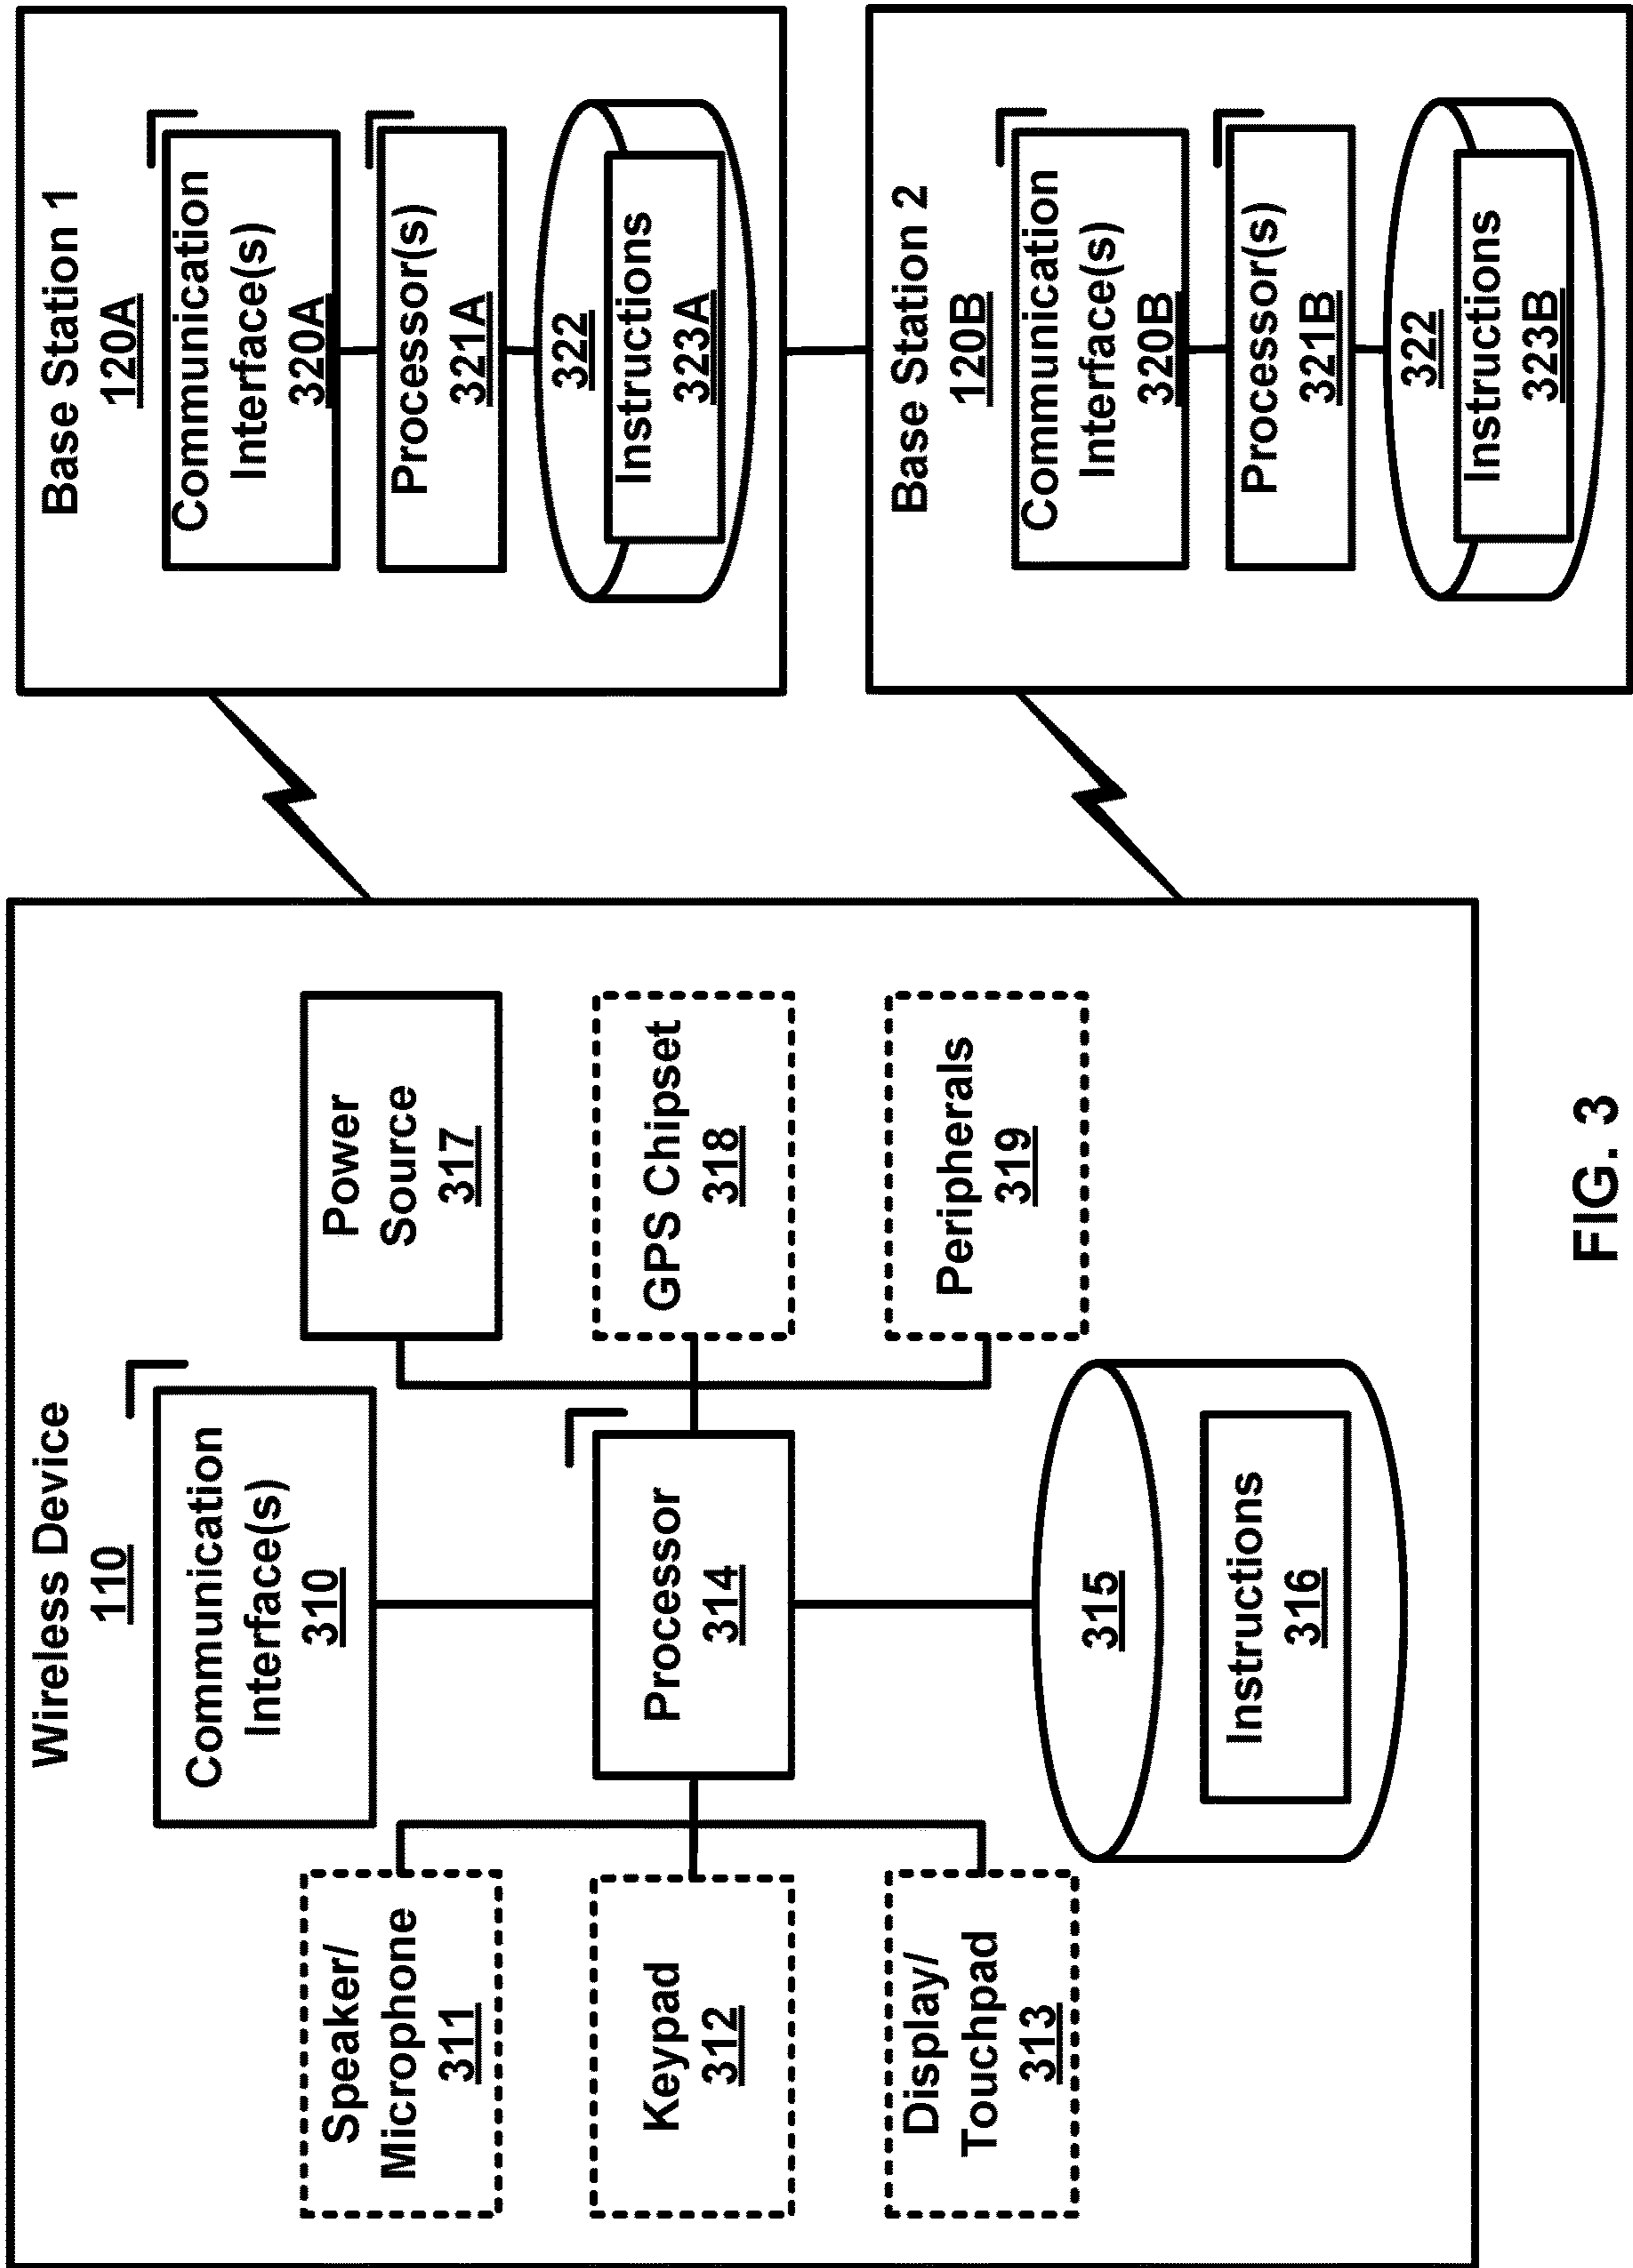 Wireless Device
110
Communication
Interface(s)
310
Speaker/
Microphone
311
Keypad
312
Display/
Touchpad
313
Processor
314
315
Instructions
316
Power
Source
317
GPS Chipset
318
Peripherals
319
Base Station 1
120A
Communication
Interface(s)
320A
Processor(s)
321A
322
Instructions
323A
Base Station 2
120B
Communication
Interface(s)
320B
Processor(s)
321B
322
Instructions
323B
FIG. 3